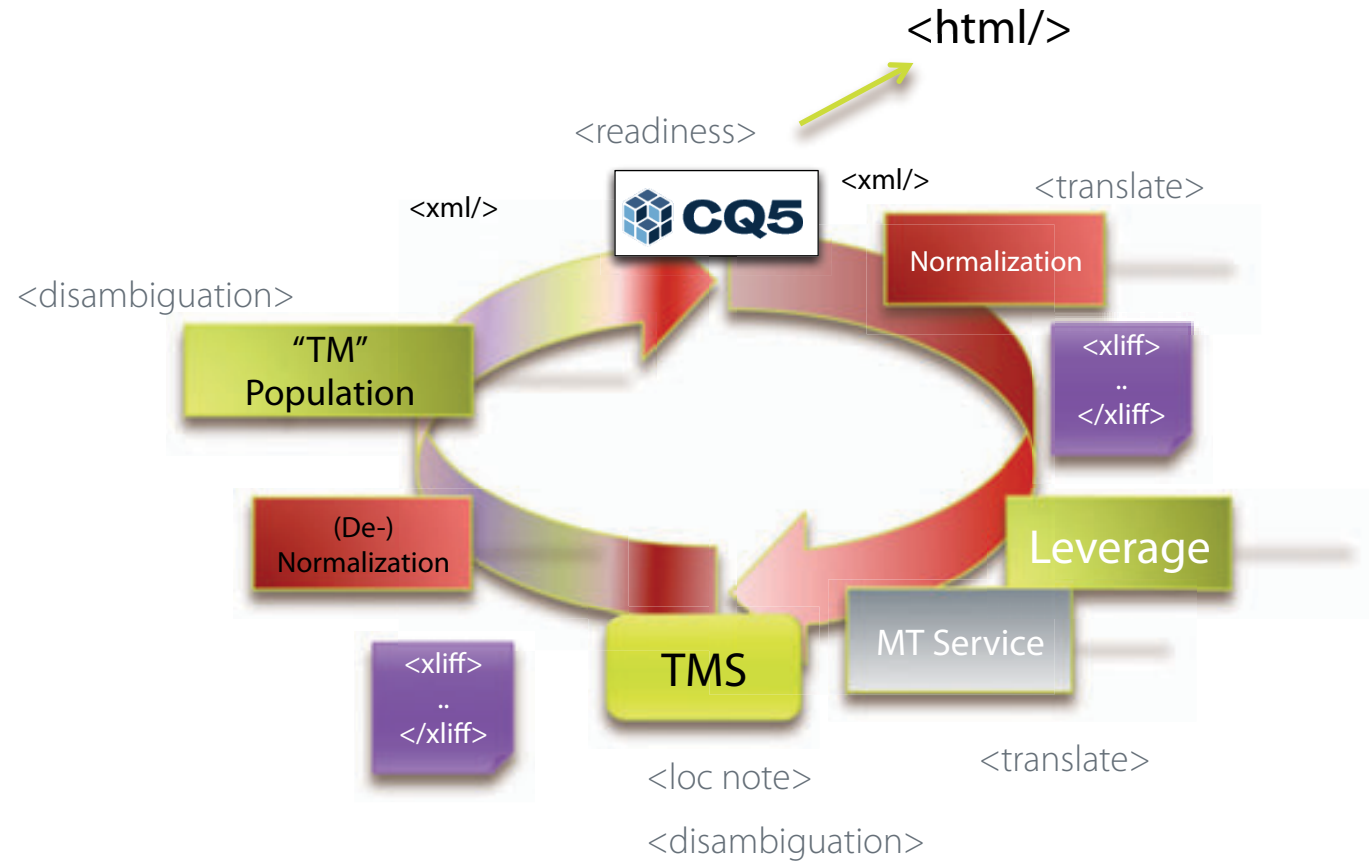 <html/>
<readiness>
<xml/>
<xml/>
CQ5
<translate>
Normalization
<disambiguation>
“TM”
Population
<xliff>
..
</xliff>
(De-)
Normalization
Leverage
MT Service
TMS
<xliff>
..
</xliff>
<translate>
<loc note>
<disambiguation>